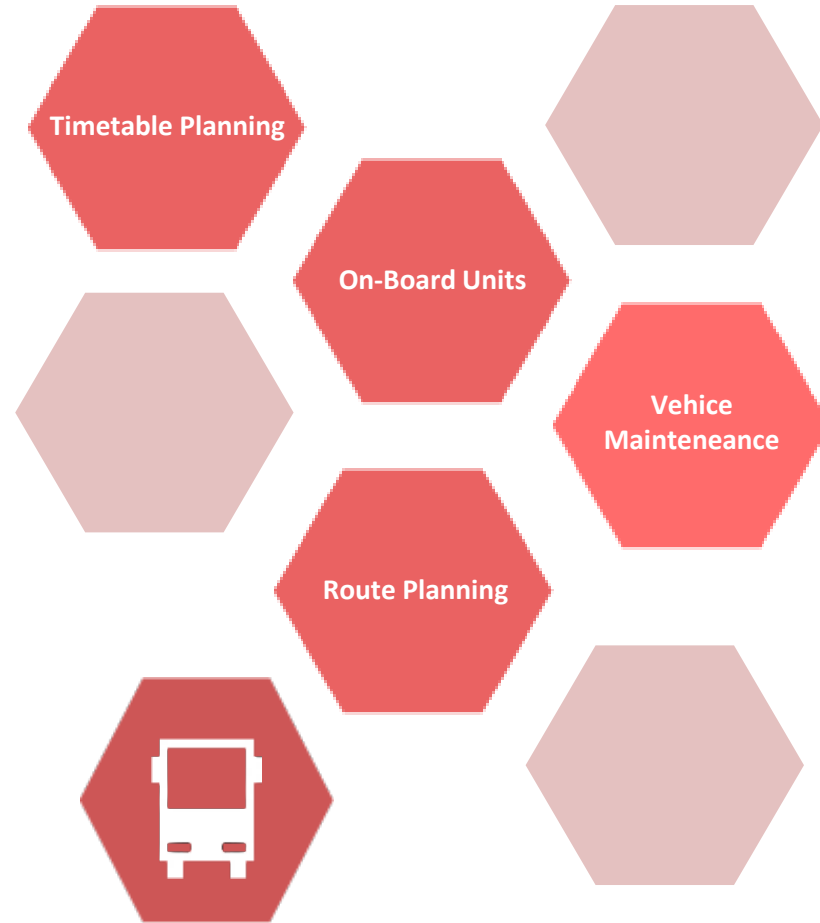 Timetable Planning
On-Board Units
Vehice
Mainteneance
Route Planning